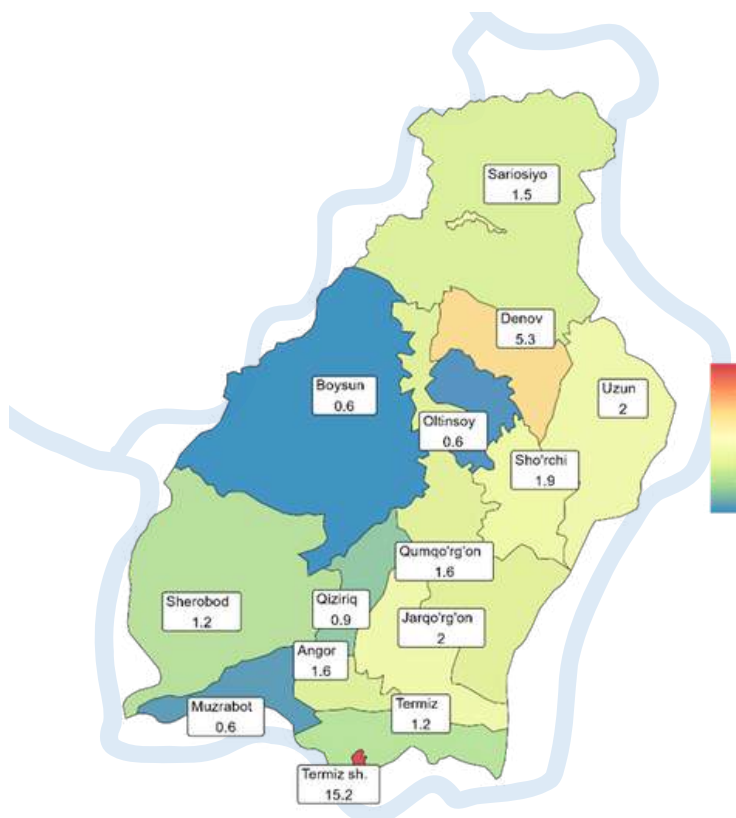 Sariosiyo
1.5
Denov
5.3
Boysun
0.6
Uzun
2
Oltinsoy
0.6
Sho'rchi
1.9
Qumqo'rg'on
1.6
Sherobod
1.2
Qiziriq
0.9
Jarqo'rg'on
2
Angor
1.6
Muzrabot
0.6
Termiz
1.2
Termiz sh.
15.2